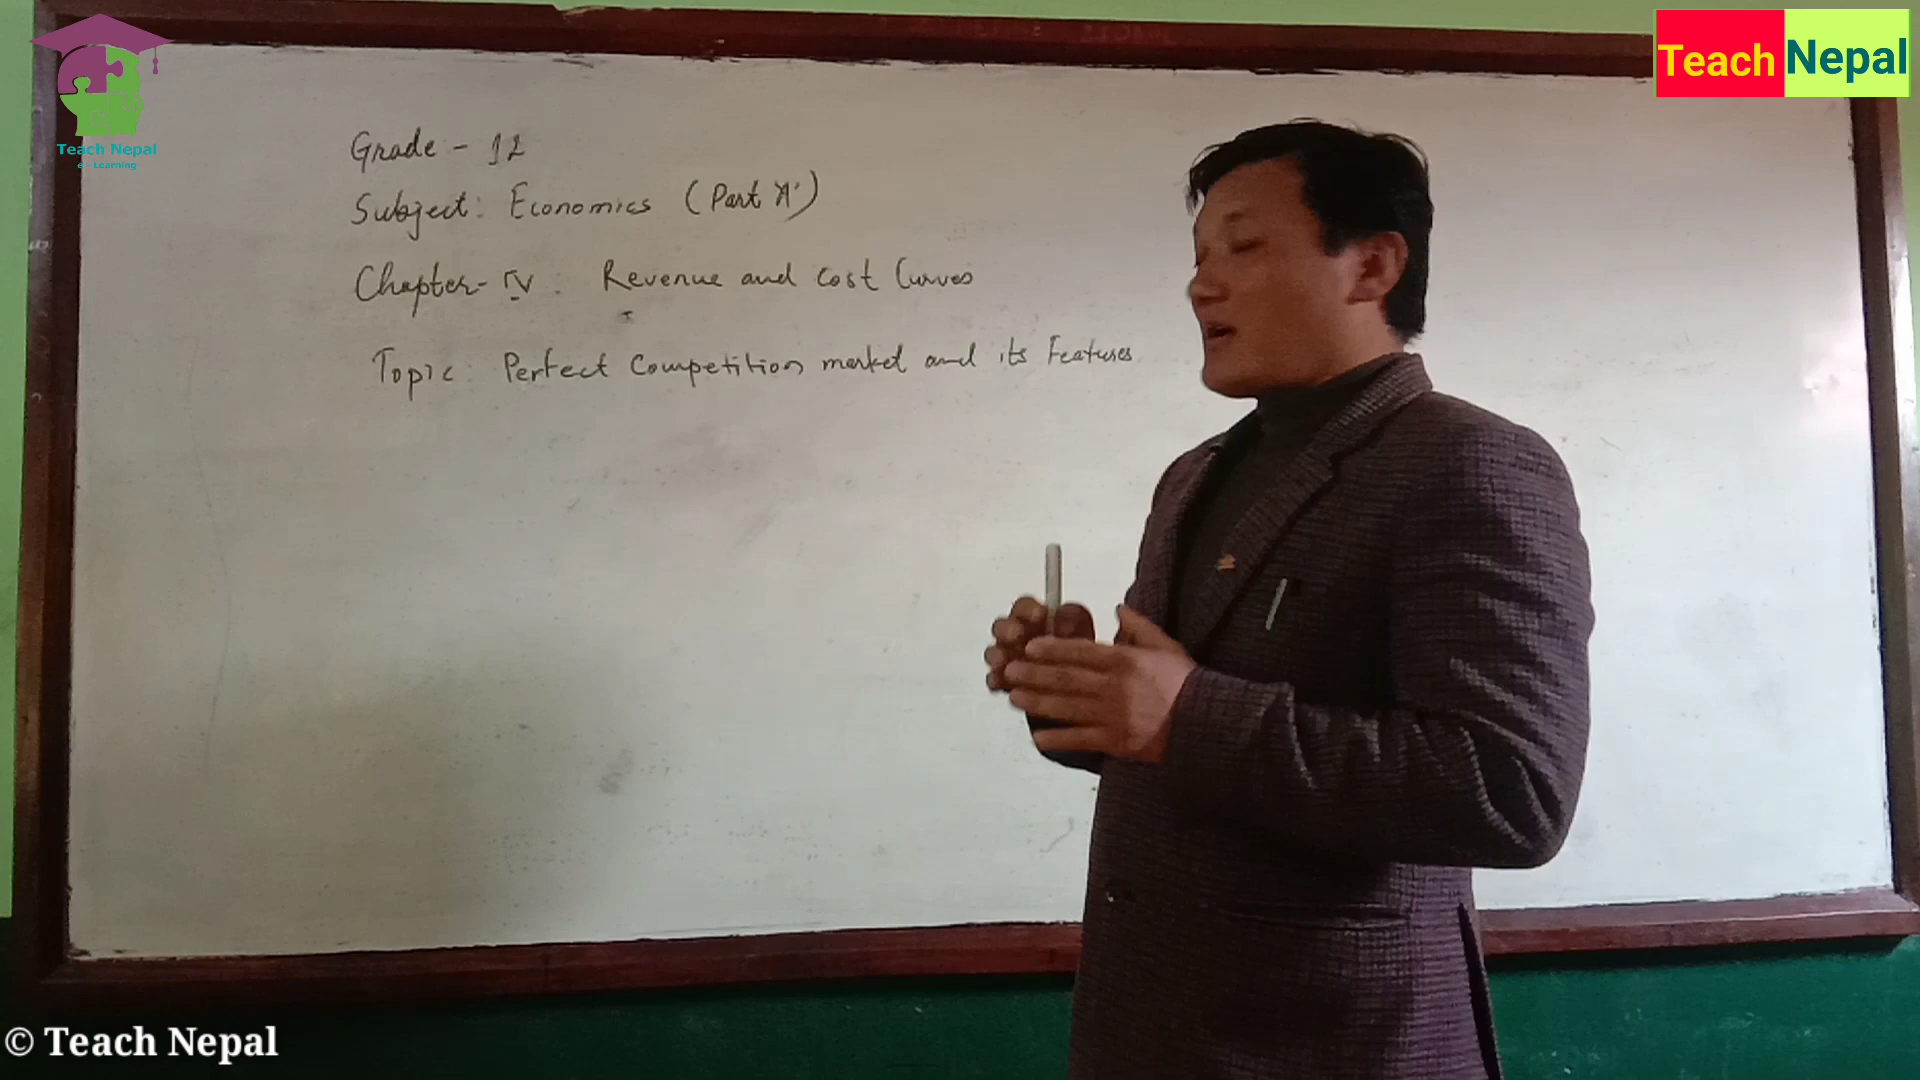 Teach Nepal
Teach Nepal
e - Learning
Grade - 12
Subject: Economics (Part 'A')
Chapter - IV : Revenue and cost Curves
Topic : Perfect Competition market and its Features
© Teach Nepal